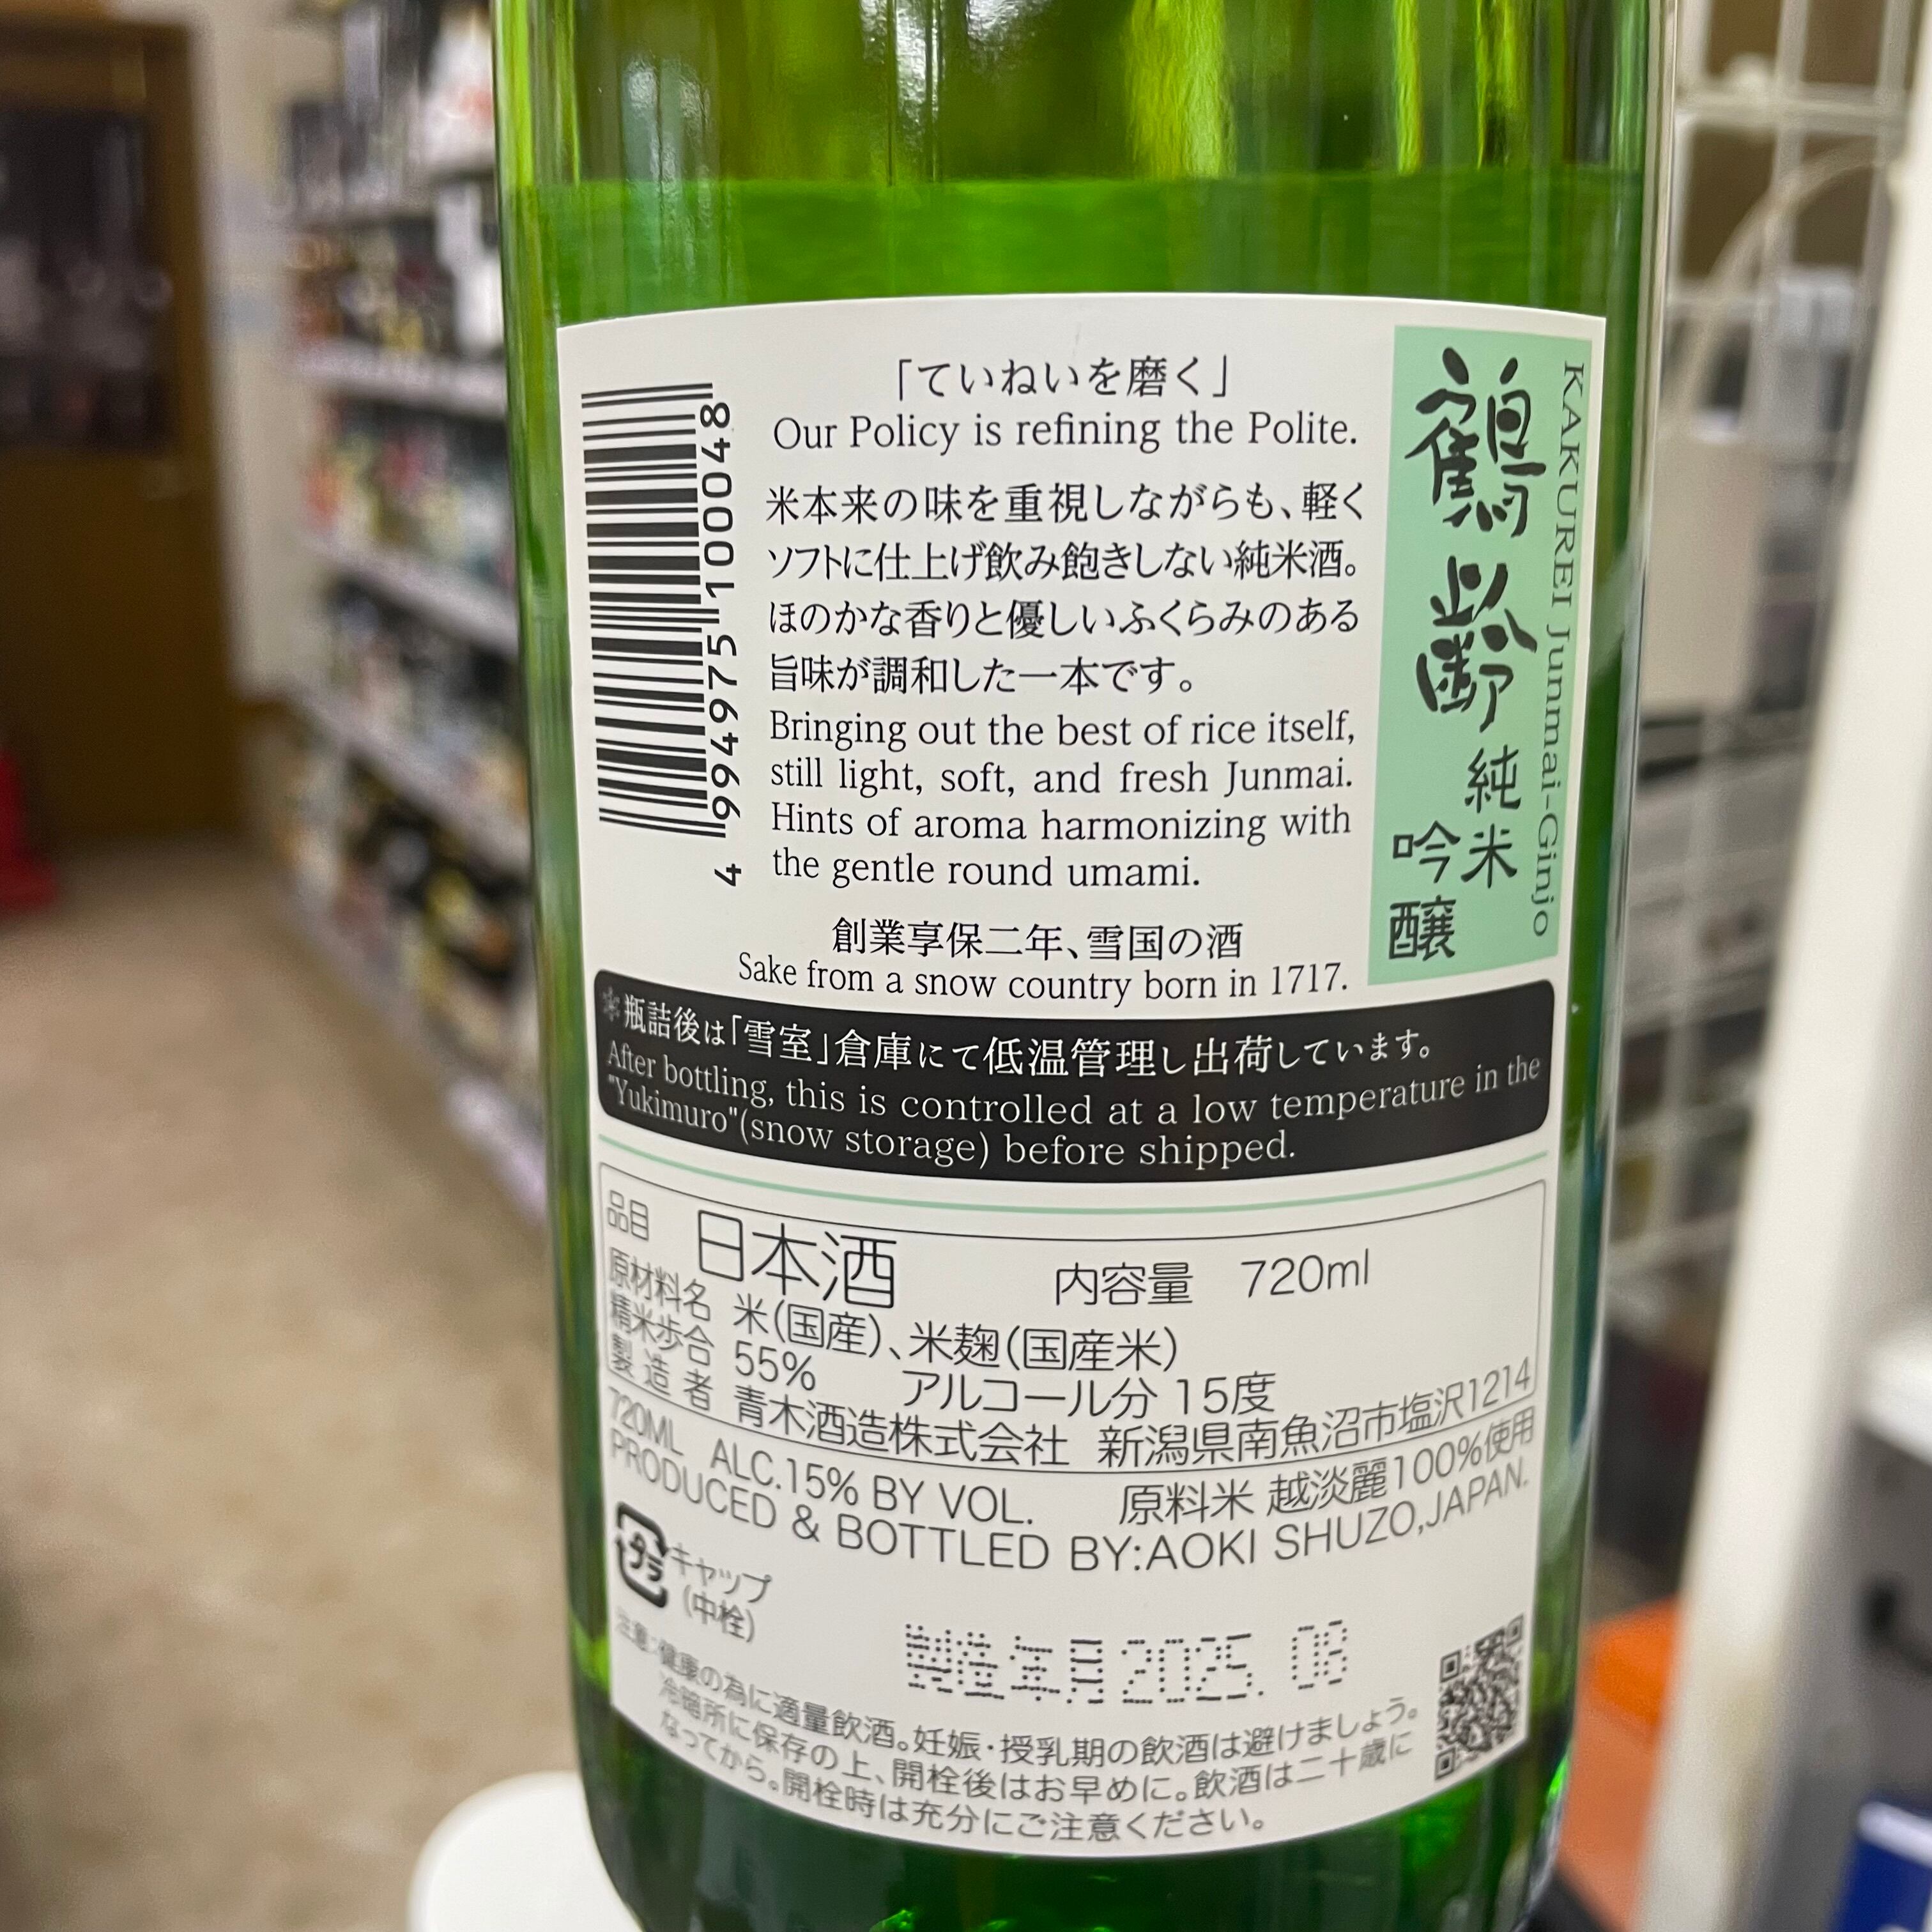 「ていねいを磨く」
Our Policy is refining the Polite.
米本来の味を重視しながらも、軽く
ソフトに仕上げ飲み飽きしない純米酒。
ほのかな香りと優しいふくらみのある
旨味が調和した一本です。
Bringing out the best of rice itself,
still light, soft, and fresh Junmai.
Hints of aroma harmonizing with
the gentle round umami.
創業享保二年、雪国の酒
Sake from a snow country born in 1717.
4 994975 100048
KAKUREI Junmai-Ginjo
鶴齢
純米
吟醸
※瓶詰後は「雪室」倉庫にて低温管理し出荷しています。
After bottling, this is controlled at a low temperature in the
"Yukimuro"(snow storage) before shipped.
品目 日本酒 内容量 720ml
原材料名 米(国産)、米麹(国産米)
精米歩合 55% アルコール分 15度
製造者 青木酒造株式会社 新潟県南魚沼市塩沢1214
720ML ALC.15% BY VOL. 原料米 越淡麗100%使用
PRODUCED & BOTTLED BY:AOKI SHUZO,JAPAN.
プラ キャップ
(中栓)
製造年月 2025. 08
注意:健康の為に適量飲酒。妊娠・授乳期の飲酒は避けましょう。
冷暗所に保存の上、開栓後はお早めに。飲酒は二十歳に
なってから。開栓時は充分にご注意ください。